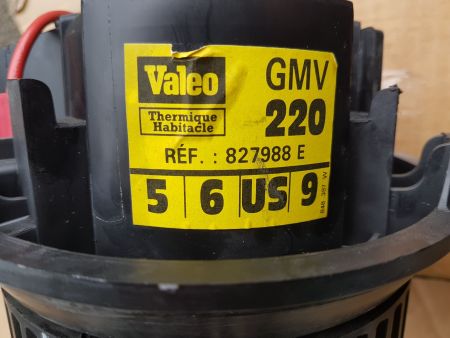 Valeo GMV
Thermique
Habitacle 220
RÉF. : 827988 E
5 6 US 9